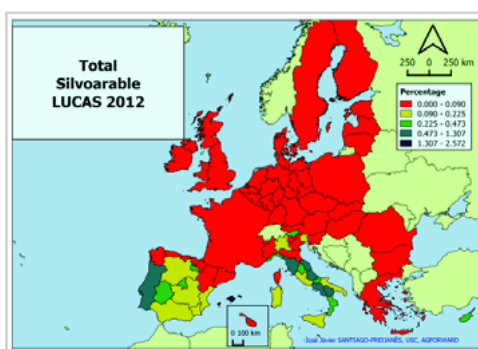 Total
Silvoarable
LUCAS 2012
250 0 250 km
Percentage
0.000 - 0.090
0.090 - 0.225
0.225 - 0.473
0.473 - 1.307
1.307 - 2.572
0 100 km
José Javier SANTIAGO-FREIJANES, USC, AGFORWARD